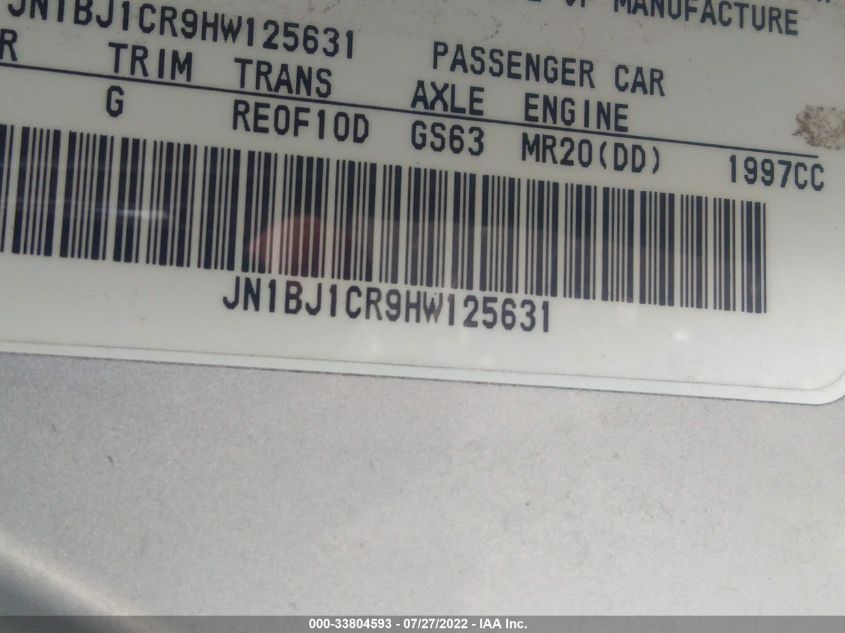 OF MANUFACTURE
JN1BJ1CR9HW125631 PASSENGER CAR
R TRIM TRANS AXLE ENGINE
G RE0F10D GS63 MR20(DD) 1997CC
JN1BJ1CR9HW125631
000-33804593 - 07/27/2022 - IAA Inc.